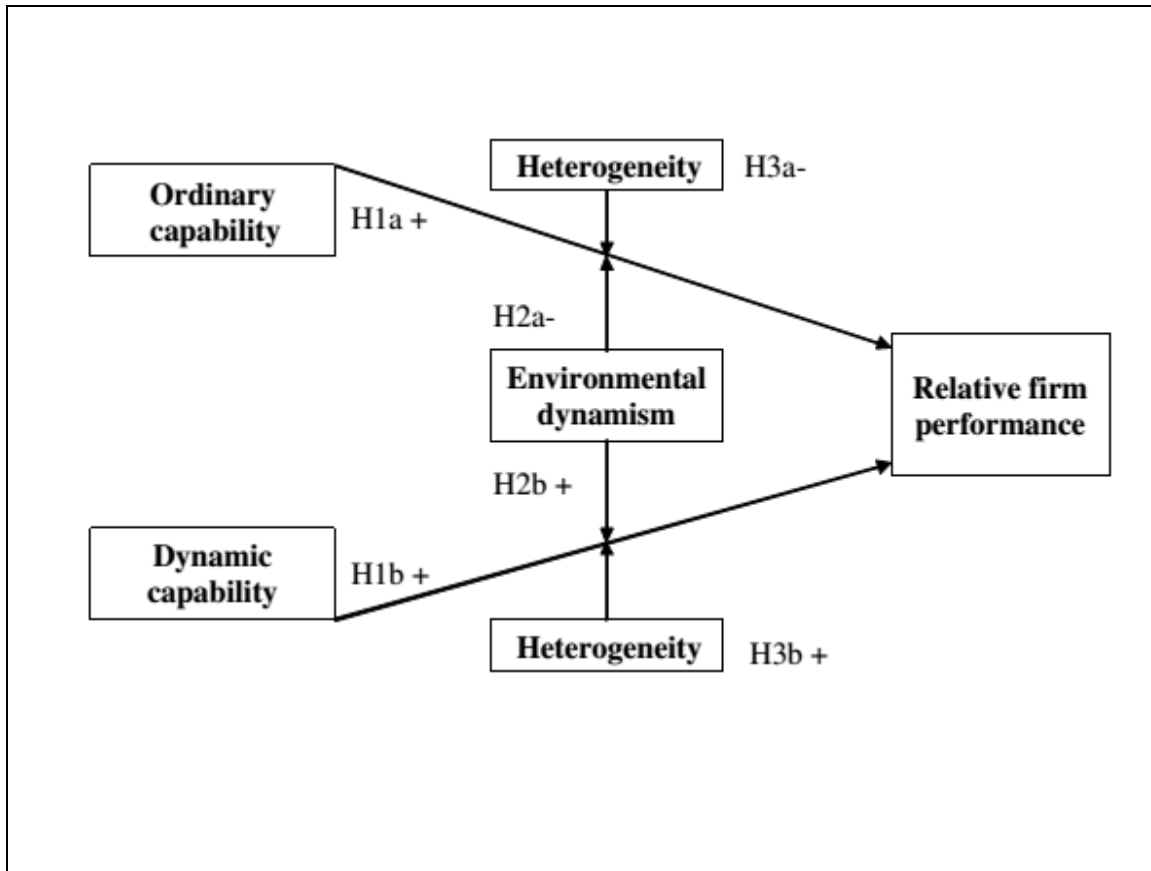 Heterogeneity
H3a-
Ordinary
capability
H1a +
H2a-
Environmental
dynamism
Relative firm
performance
H2b +
Dynamic
capability
H1b +
Heterogeneity
H3b +